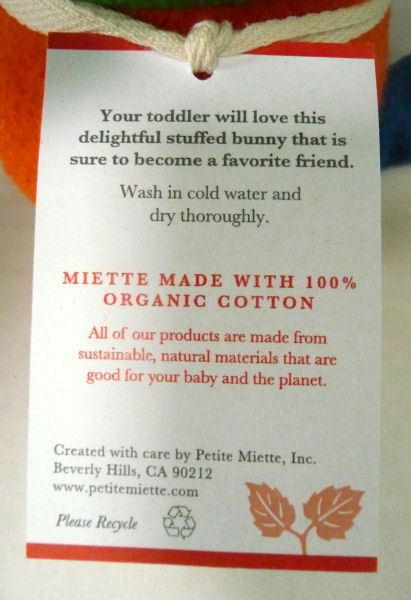 Your toddler will love this
delightful stuffed bunny that is
sure to become a favorite friend.
Wash in cold water and
dry thoroughly.
MIETTE MADE WITH 100%
ORGANIC COTTON
All of our products are made from
sustainable, natural materials that are
good for your baby and the planet.
Created with care by Petite Miette, Inc.
Beverly Hills, CA 90212
www.petitemiette.com
Please Recycle